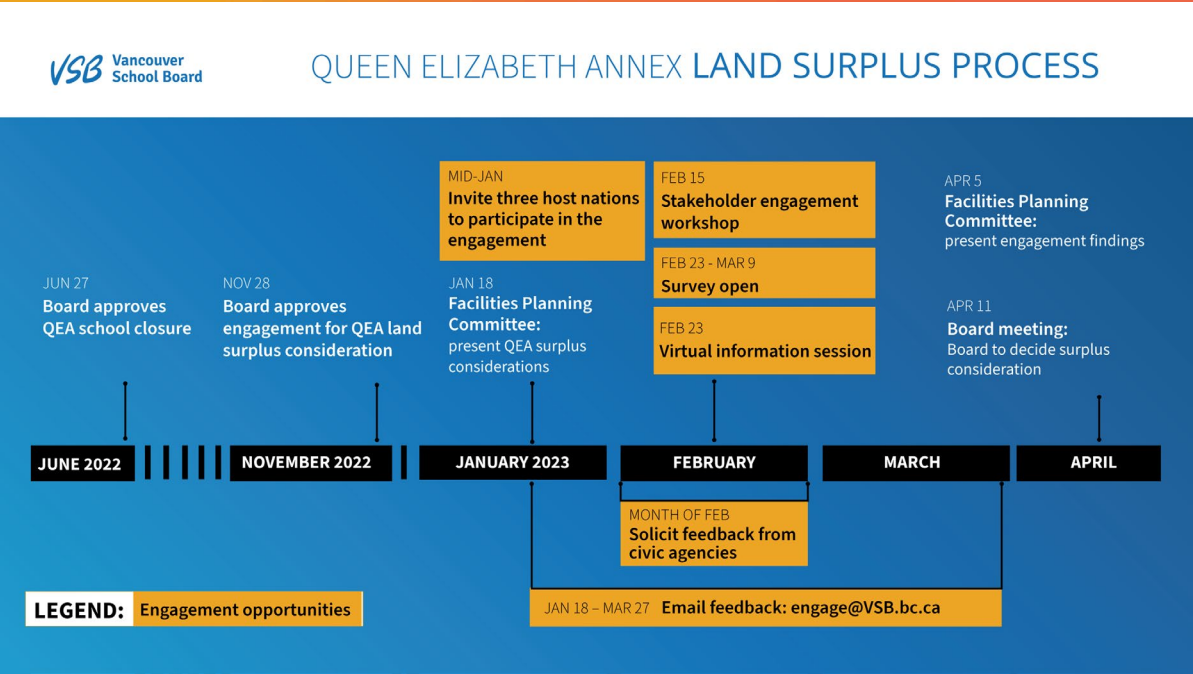 VSB
Vancouver
School Board
QUEEN ELIZABETH ANNEX LAND SURPLUS PROCESS
JUN 27
Board approves
QEA school closure
NOV 28
Board approves
engagement for QEA land
surplus consideration
MID-JAN
Invite three host nations
to participate in the
engagement
JAN 18
Facilities Planning
Committee:
present QEA surplus
considerations
FEB 15
Stakeholder engagement
workshop
FEB 23 - MAR 9
Survey open
FEB 23
Virtual information session
APR 5
Facilities Planning
Committee:
present engagement findings
APR 11
Board meeting:
Board to decide surplus
consideration
JUNE 2022
NOVEMBER 2022
JANUARY 2023
FEBRUARY
MARCH
APRIL
MONTH OF FEB
Solicit feedback from
civic agencies
JAN 18 – MAR 27 Email feedback: engage@VSB.bc.ca
LEGEND: Engagement opportunities